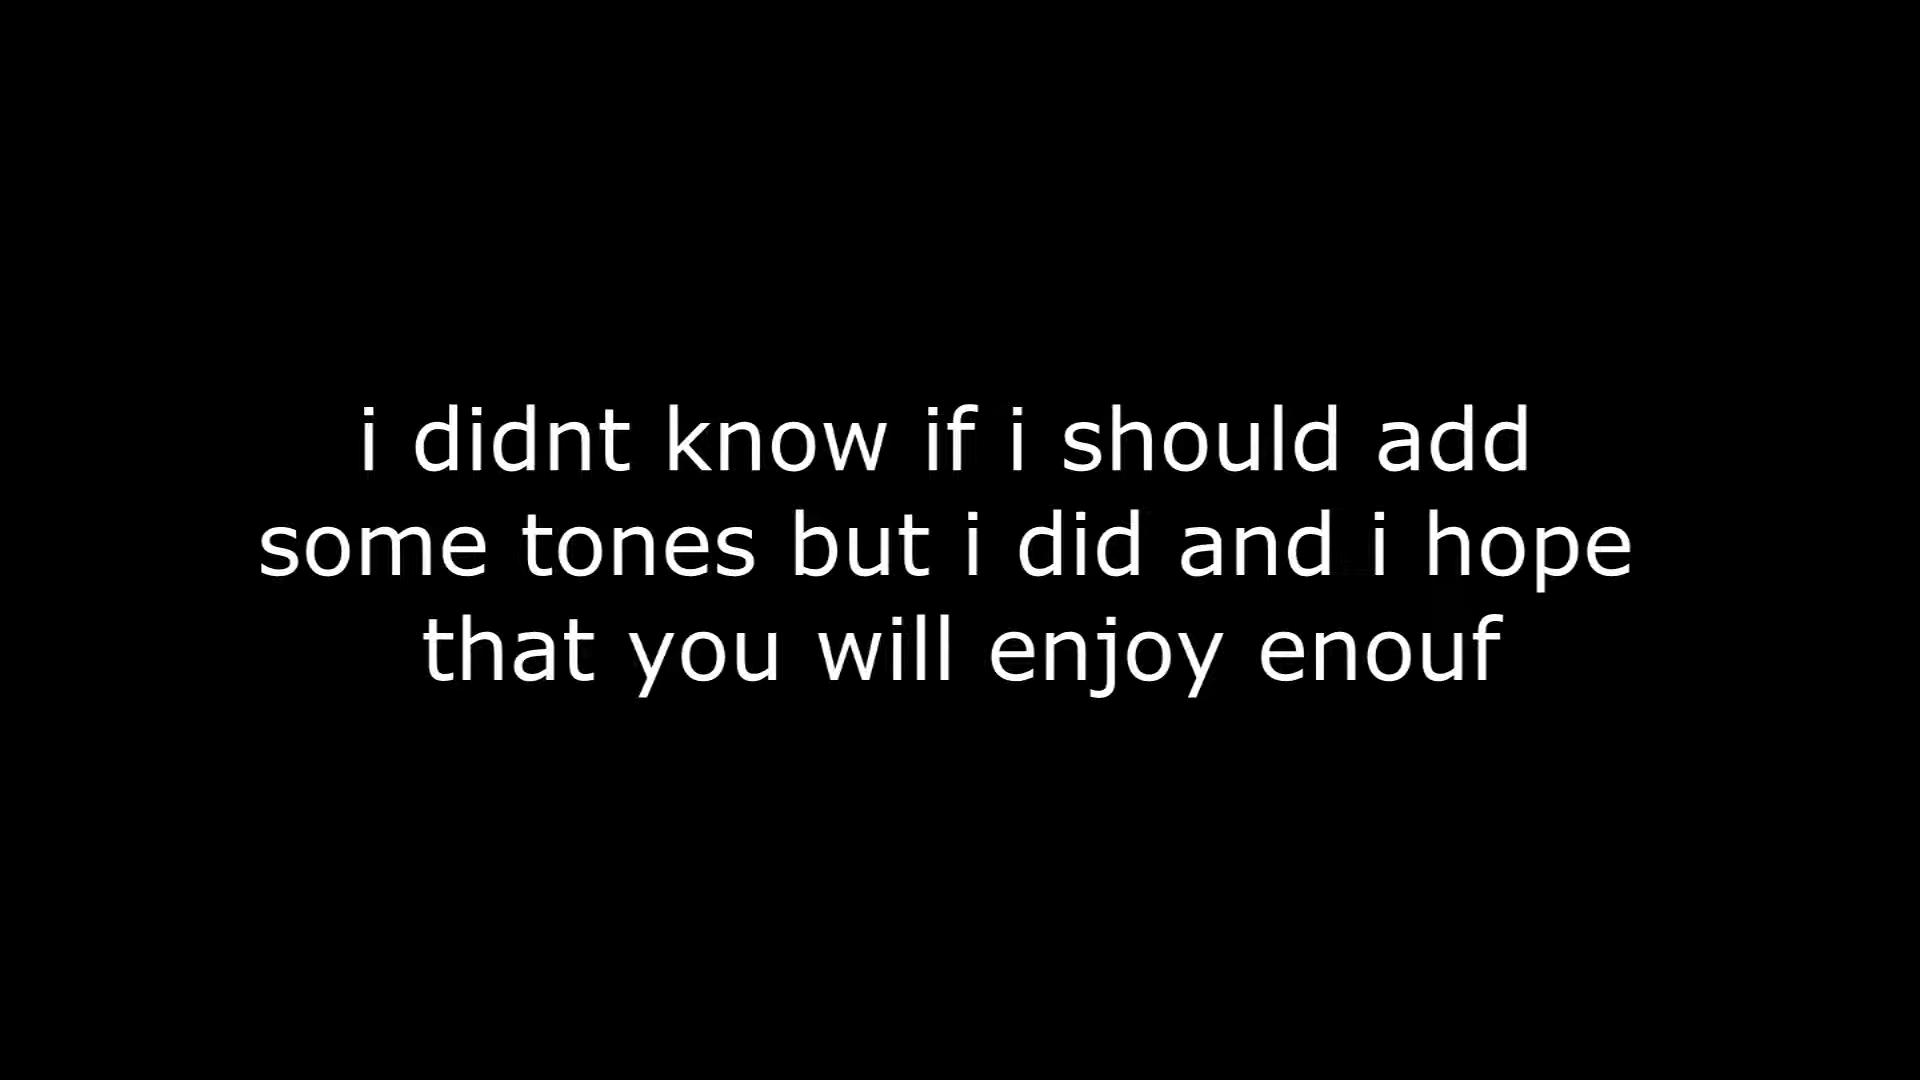 i didnt know if i should add
some tones but i did and i hope
that you will enjoy enouf